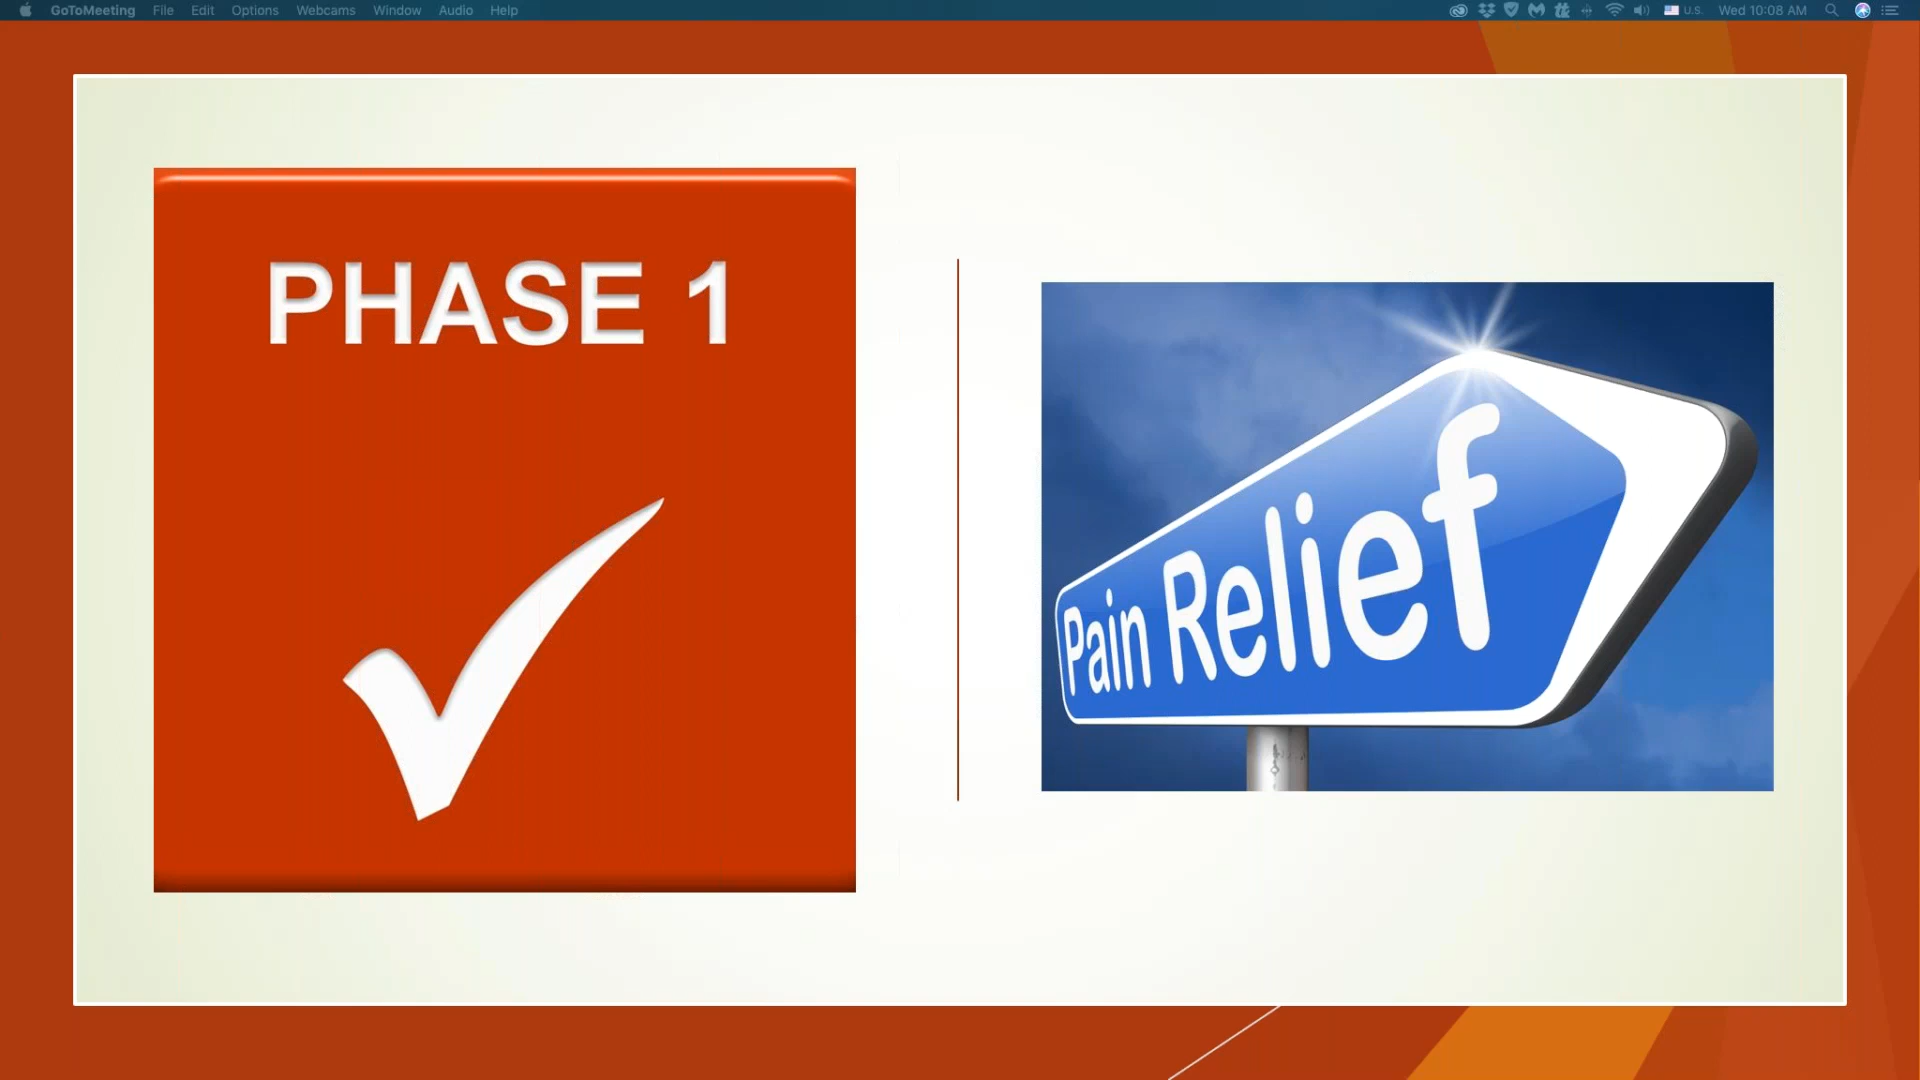 GoToMeeting File Edit Options Webcams Window Audio Help U.S. Wed 10:08 AM
PHASE 1
Pain Relief